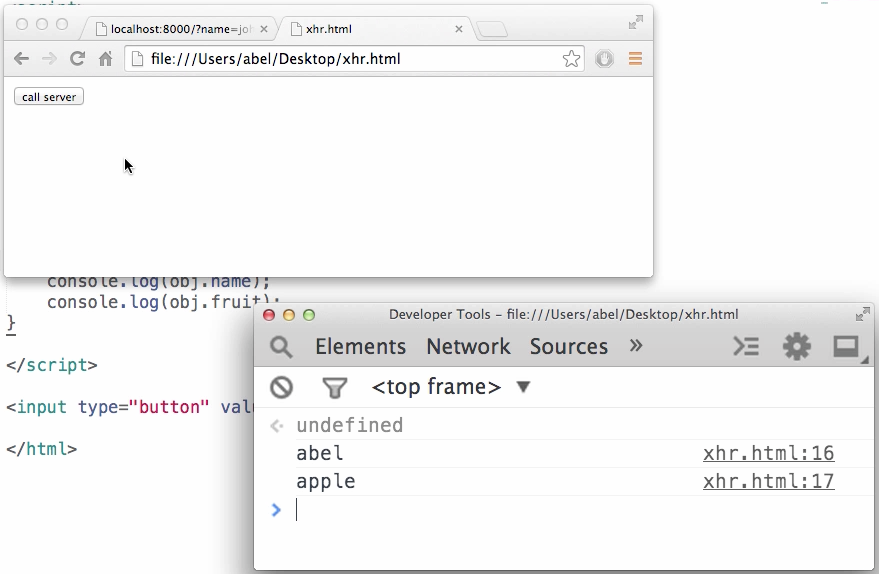 <script>
localhost:8000/?name=jo
xhr.html
file:///Users/abel/Desktop/xhr.html
call server
console.log(obj.name);
console.log(obj.fruit);
}
</script>
<input type="button" val
</html>
Developer Tools - file:///Users/abel/Desktop/xhr.html
Elements Network Sources »
<top frame> ▼
undefined
abel xhr.html:16
apple xhr.html:17
>